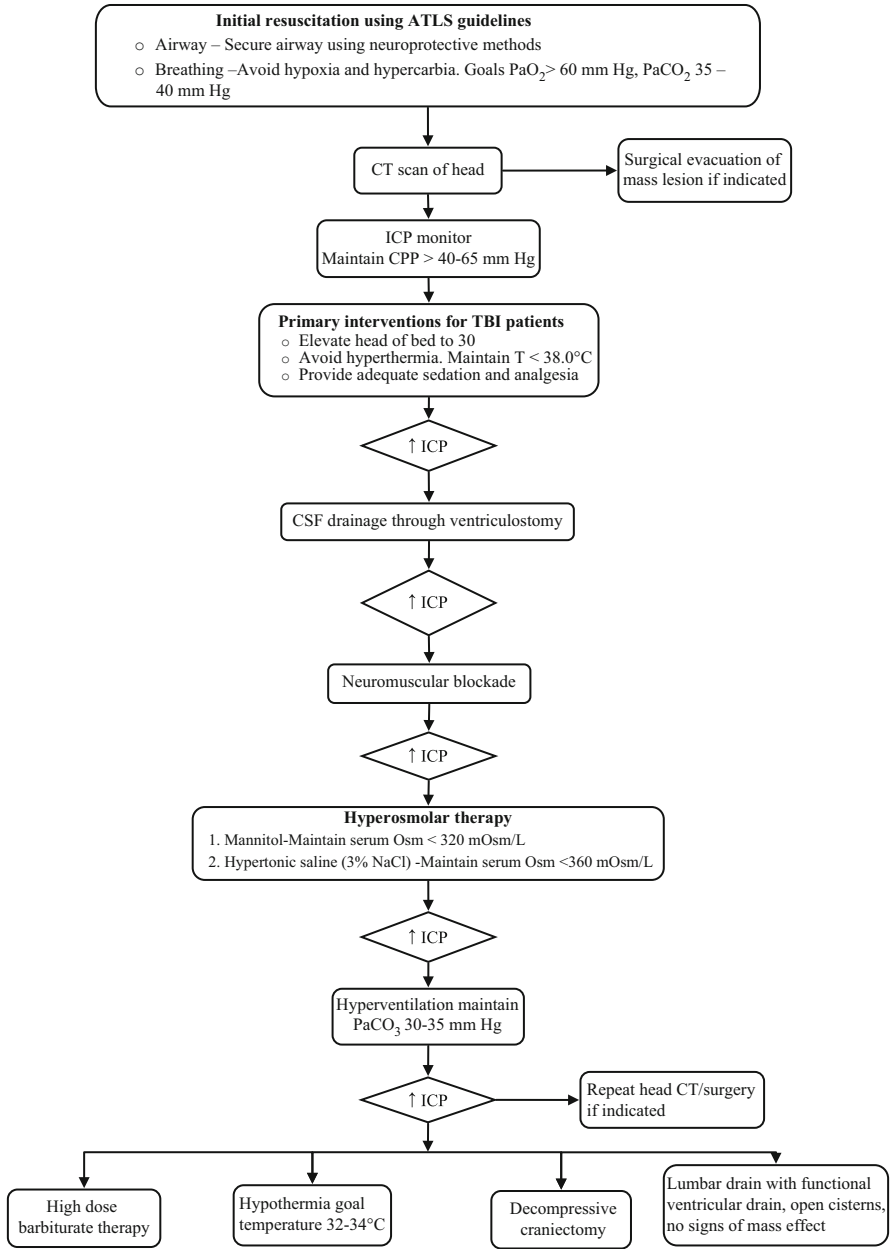 Initial resuscitation using ATLS guidelines
○ Airway – Secure airway using neuroprotective methods
○ Breathing –Avoid hypoxia and hypercarbia. Goals PaO2> 60 mm Hg, PaCO2 35 –
40 mm Hg
CT scan of head
Surgical evacuation of
mass lesion if indicated
ICP monitor
Maintain CPP > 40-65 mm Hg
Primary interventions for TBI patients
○ Elevate head of bed to 30
○ Avoid hyperthermia. Maintain T < 38.0°C
○ Provide adequate sedation and analgesia
↑ ICP
CSF drainage through ventriculostomy
↑ ICP
Neuromuscular blockade
↑ ICP
Hyperosmolar therapy
1. Mannitol-Maintain serum Osm < 320 mOsm/L
2. Hypertonic saline (3% NaCl) -Maintain serum Osm <360 mOsm/L
↑ ICP
Hyperventilation maintain
PaCO3 30-35 mm Hg
↑ ICP
Repeat head CT/surgery
if indicated
High dose
barbiturate therapy
Hypothermia goal
temperature 32-34°C
Decompressive
craniectomy
Lumbar drain with functional
ventricular drain, open cisterns,
no signs of mass effect